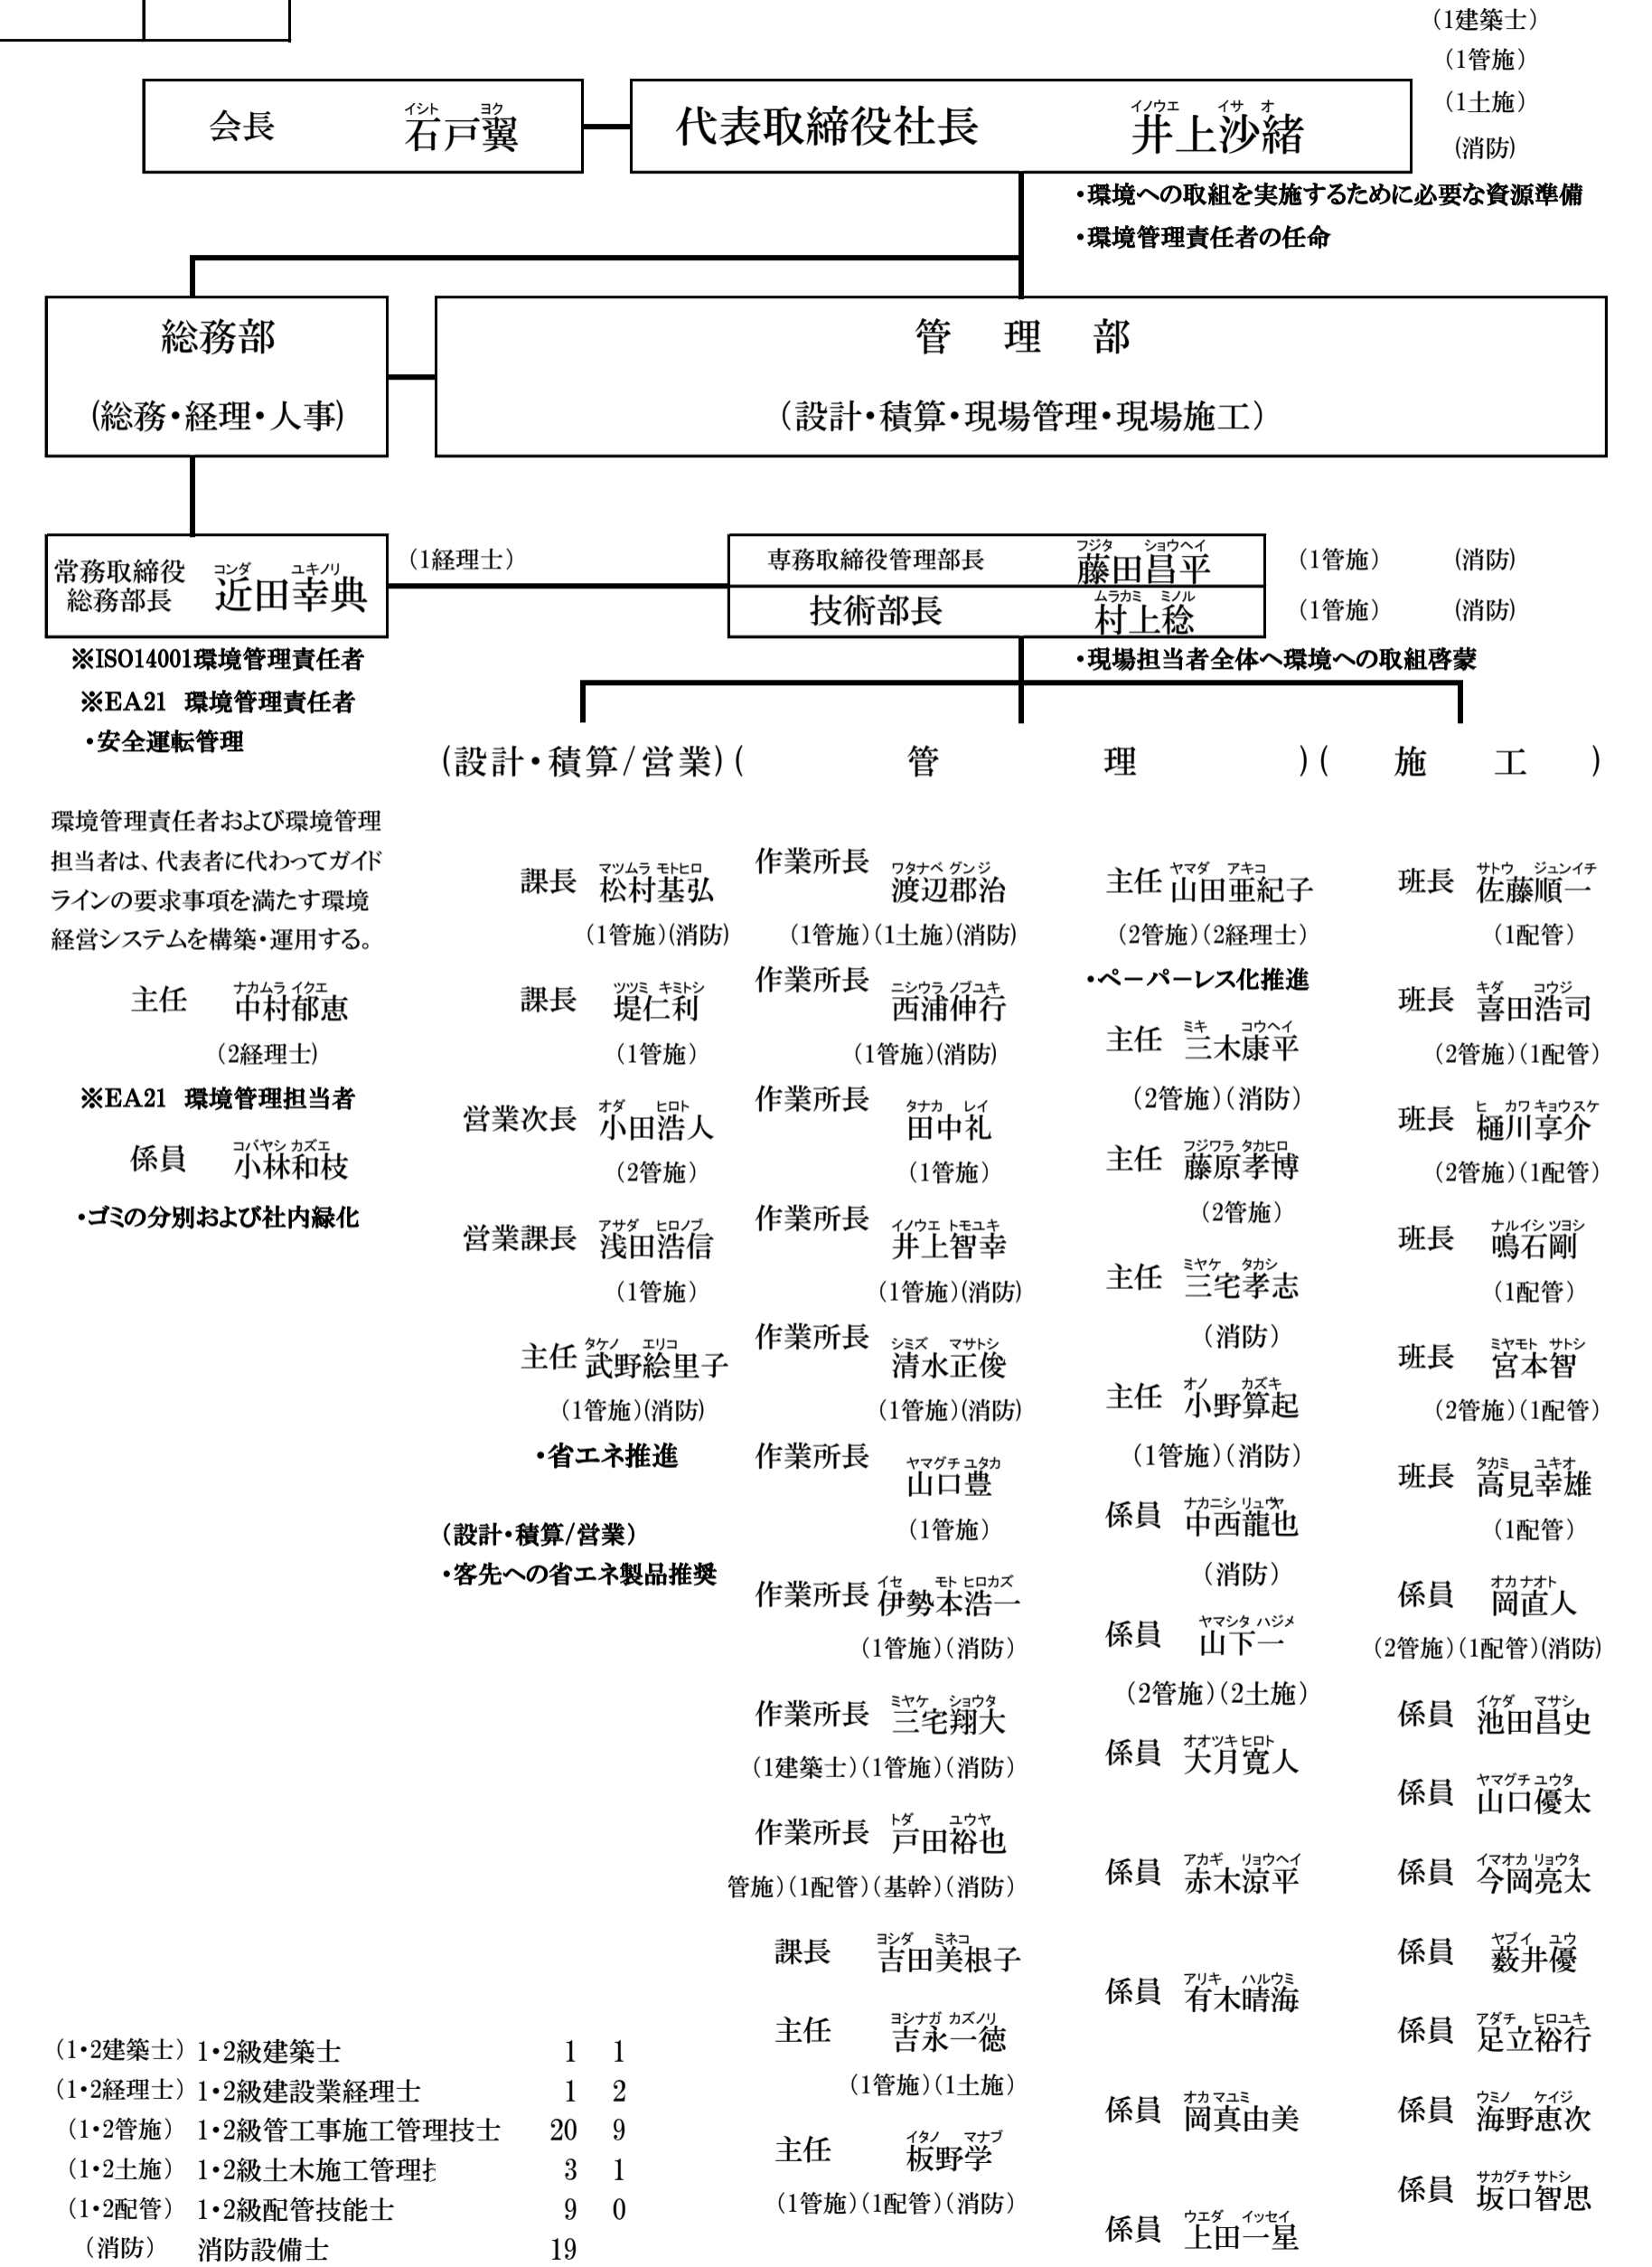 （1建築士）
（1管施）
（1土施）
(消防)
会長 石戸翼
イシト ヨク
代表取締役社長 井上沙緒
イノウエ イサ オ
・環境への取組を実施するために必要な資源準備
・環境管理責任者の任命
総務部
(総務・経理・人事)
管 理 部
（設計・積算・現場管理・現場施工）
常務取締役
総務部長
コンダ ユキノリ
近田幸典
（1経理士）
専務取締役管理部長
フジタ ショウヘイ
藤田昌平
（1管施） (消防)
技術部長
ムラカミ ミノル
村上稔
（1管施） (消防)
※ISO14001環境管理責任者
※EA21 環境管理責任者
・安全運転管理
・現場担当者全体へ環境への取組啓蒙
環境管理責任者および環境管理
担当者は、代表者に代わってガイド
ラインの要求事項を満たす環境
経営システムを構築・運用する。
ナカムラ イクエ
主任 中村郁恵
（2経理士)
※EA21 環境管理担当者
コバヤシ カズエ
係員 小林和枝
・ゴミの分別および社内緑化
(設計・積算/営業)
マツムラ モトヒロ
課長 松村基弘
（1管施）(消防)
ツツミ キミトシ
課長 堤仁利
（1管施）
オダ ヒロト
営業次長 小田浩人
（2管施）
アサダ ヒロノブ
営業課長 浅田浩信
（1管施）
タケノ エリコ
主任 武野絵里子
（1管施）(消防)
・省エネ推進
（設計・積算/営業）
・客先への省エネ製品推奨
( 管 理 )
ワタナベ グンジ
作業所長 渡辺郡治
（1管施）（1土施）(消防)
ニシウラ ノブユキ
作業所長 西浦伸行
（1管施）(消防)
タナカ レイ
作業所長 田中礼
（1管施）
イノウエ トモユキ
作業所長 井上智幸
（1管施）(消防)
シミズ マサトシ
作業所長 清水正俊
（1管施）(消防)
ヤマグチ ユタカ
作業所長 山口豊
（1管施）
イセ モト ヒロカズ
作業所長 伊勢本浩一
（1管施）（消防）
ミヤケ ショウタ
作業所長 三宅翔大
（1建築士）（1管施）（消防）
トダ ユウヤ
作業所長 戸田裕也
管施）（1配管）（基幹）（消防）
ヨシダ ミネコ
課長 吉田美根子
ヨシナガ カズノリ
主任 吉永一徳
（1管施）（1土施）
イタノ マナブ
主任 板野学
（1管施）（1配管）（消防）
ヤマダ アキコ
主任 山田亜紀子
（2管施）（2経理士）
・ペーパーレス化推進
ミキ コウヘイ
主任 三木康平
（2管施）（消防）
フジワラ タカヒロ
主任 藤原孝博
（2管施）
ミヤケ タカシ
主任 三宅孝志
（消防）
オノ カズキ
主任 小野算起
（1管施）（消防）
ナカニシ リュウヤ
係員 中西龍也
（消防）
ヤマシタ ハジメ
係員 山下一
（2管施）（2土施）
オオツキ ヒロト
係員 大月寛人
アカギ リョウヘイ
係員 赤木涼平
アリキ ハルウミ
係員 有木晴海
オカ マユミ
係員 岡真由美
ウエダ イッセイ
係員 上田一星
( 施 工 )
サトウ ジュンイチ
班長 佐藤順一
（1配管）
キダ コウジ
班長 喜田浩司
（2管施）（1配管）
ヒ カワ キョウスケ
班長 樋川享介
（2管施）（1配管）
ナルイシ ツヨシ
班長 鳴石剛
（1配管）
ミヤモト サトシ
班長 宮本智
（2管施）（1配管）
タカミ ユキオ
班長 高見幸雄
（1配管）
オカ ナオト
係員 岡直人
（2管施）（1配管）(消防)
イケダ マサシ
係員 池田昌史
ヤマグチ ユウタ
係員 山口優太
イマオカ リョウタ
係員 今岡亮太
ヤブイ ユウ
係員 薮井優
アダチ ヒロユキ
係員 足立裕行
ウミノ ケイジ
係員 海野恵次
サカグチ サトシ
係員 坂口智思
（1・2建築士） 1・2級建築士 1 1
（1・2経理士） 1・2級建設業経理士 1 2
（1・2管施） 1・2級管工事施工管理技士 20 9
（1・2土施） 1・2級土木施工管理 3 1
（1・2配管） 1・2級配管技能士 9 0
（消防） 消防設備士 19